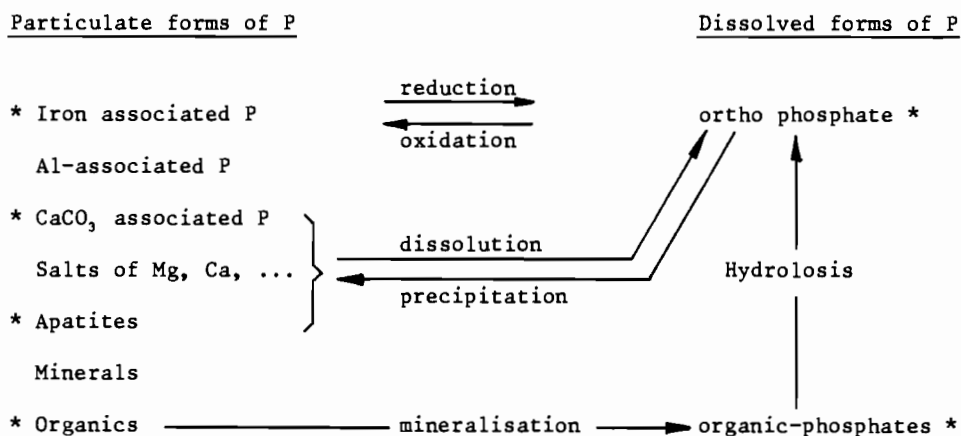 Particulate forms of P
Dissolved forms of P
reduction
* Iron associated P
ortho phosphate *
oxidation
Al-associated P
* CaCO₃ associated P
dissolution
Salts of Mg, Ca, ...
Hydrolosis
precipitation
* Apatites
Minerals
* Organics
mineralisation
organic-phosphates *